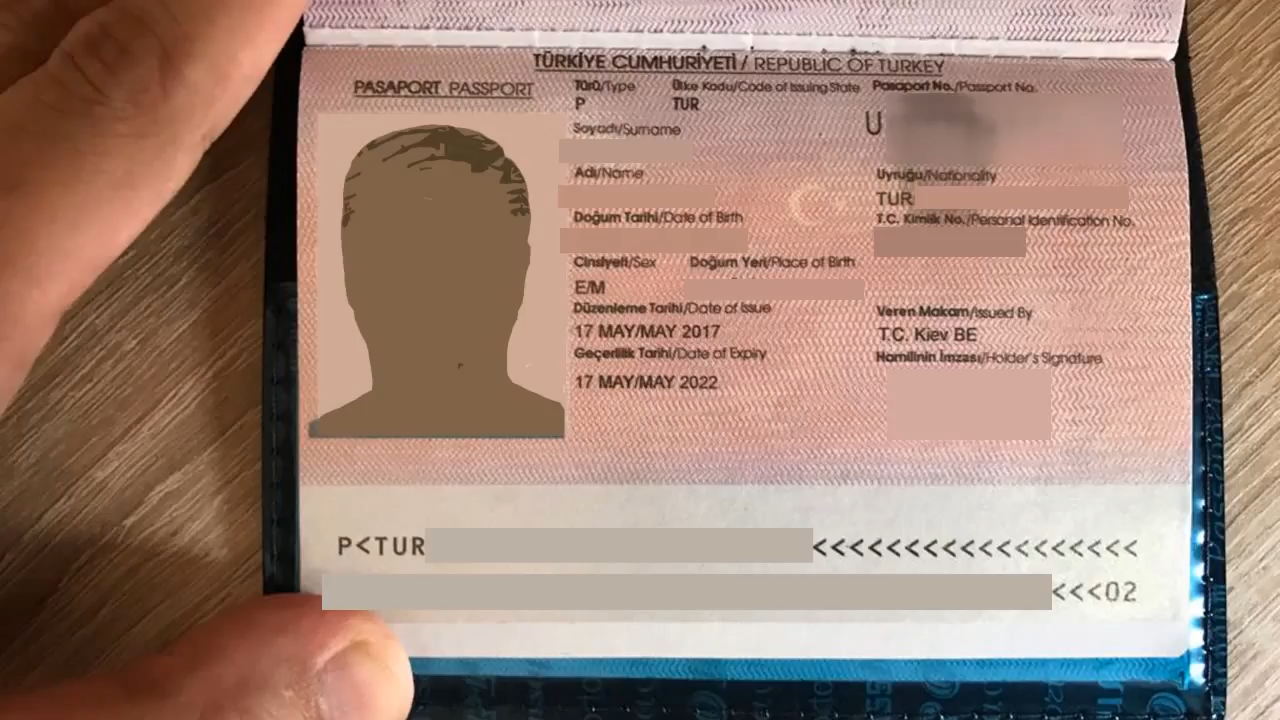 TÜRKİYE CUMHURİYETİ / REPUBLIC OF TURKEY
PASAPORT PASSPORT
Türü/Type Ülke Kodu/Code of Issuing State Pasaport No./Passport No.
P TUR U
Soyadı/Surname
Adı/Name Uyruğu/Nationality
TUR
Doğum Tarihi/Date of Birth T.C. Kimlik No./Personal Identification No.
Cinsiyeti/Sex Doğum Yeri/Place of Birth
E/M
Düzenleme Tarihi/Date of Issue Veren Makam/Issued By
17 MAY/MAY 2017 T.C. Kiev BE
Geçerlilik Tarihi/Date of Expiry Hamilinin İmzası/Holder's Signature
17 MAY/MAY 2022
P<TUR <<<<<<<<<<<<<<<<<<
<<<02